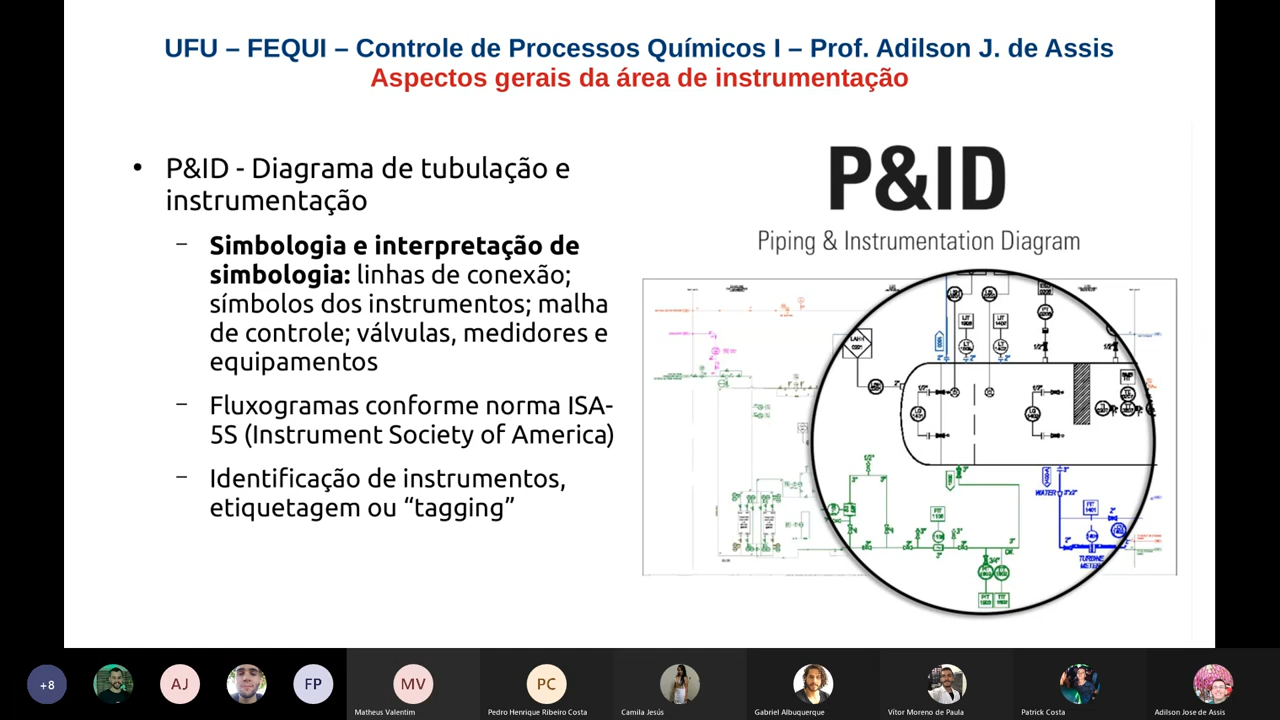 UFU – FEQUI – Controle de Processos Químicos I – Prof. Adilson J. de Assis
Aspectos gerais da área de instrumentação
• P&ID - Diagrama de tubulação e
instrumentação
– Simbologia e interpretação de
simbologia: linhas de conexão;
símbolos dos instrumentos; malha
de controle; válvulas, medidores e
equipamentos
– Fluxogramas conforme norma ISA-
5S (Instrument Society of America)
– Identificação de instrumentos,
etiquetagem ou “tagging”
P&ID
Piping & Instrumentation Diagram
WATER
TURBINE
METER
+8
AJ
FP
MV
Matheus Valentim
PC
Pedro Henrique Ribeiro Costa
Camila Jesús
Gabriel Albuquerque
Vítor Moreno de Paula
Patrick Costa
Adilson Jose de Assis